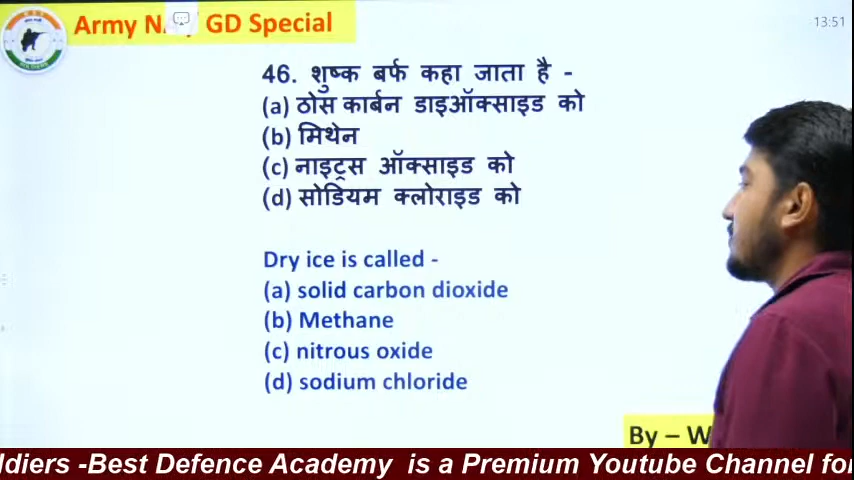 Army N GD Special
13:51
46. शुष्क बर्फ कहा जाता है -
(a) ठोस कार्बन डाइऑक्साइड को
(b) मिथेन
(c) नाइट्रस ऑक्साइड को
(d) सोडियम क्लोराइड को
Dry ice is called -
(a) solid carbon dioxide
(b) Methane
(c) nitrous oxide
(d) sodium chloride
By – W
ldiers -Best Defence Academy is a Premium Youtube Channel for